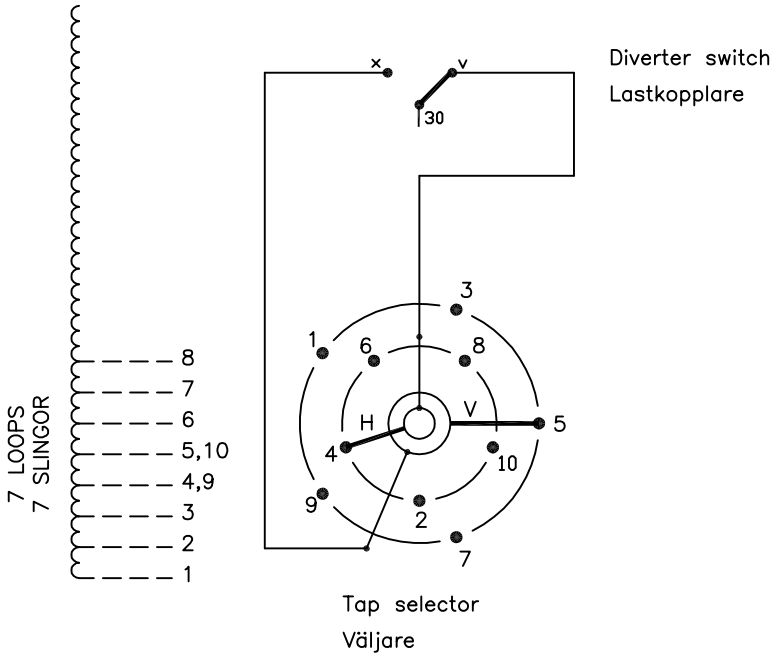 x
v
30
Diverter switch
Lastkopplare
3
1
6
8
H
V
5
4
10
9
2
7
8
7
6
5,10
4,9
3
2
1
7 LOOPS
7 SLINGOR
Tap selector
Väljare